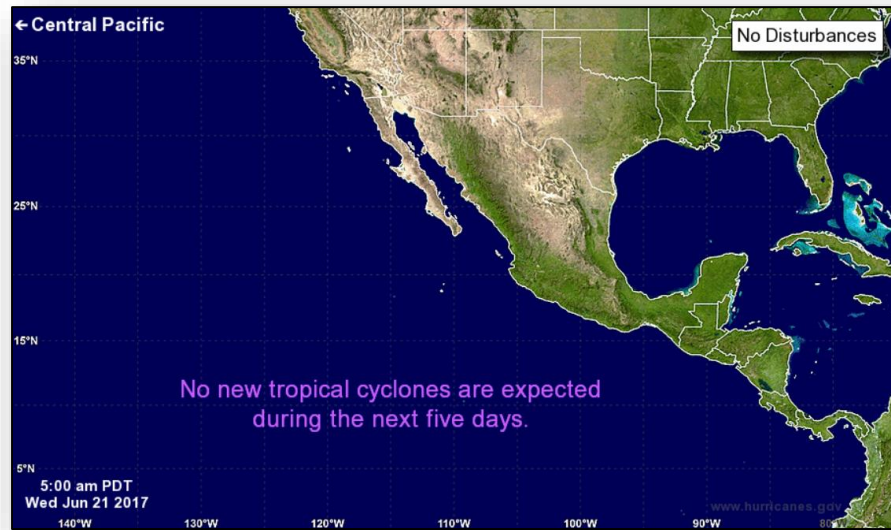 ← Central Pacific
No Disturbances
35°N
25°N
15°N
No new tropical cyclones are expected
during the next five days.
5°N
5:00 am PDT
Wed Jun 21 2017
www.hurricanes.gov
140°W
130°W
120°W
110°W
100°W
90°W
80°W